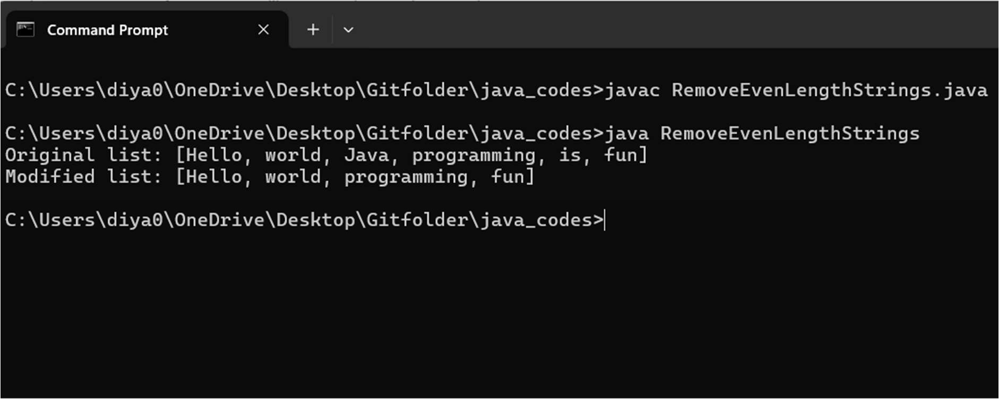 Command Prompt
C:\Users\diya0\OneDrive\Desktop\Gitfolder\java_codes>javac RemoveEvenLengthStrings.java
C:\Users\diya0\OneDrive\Desktop\Gitfolder\java_codes>java RemoveEvenLengthStrings
Original list: [Hello, world, Java, programming, is, fun]
Modified list: [Hello, world, programming, fun]
C:\Users\diya0\OneDrive\Desktop\Gitfolder\java_codes>